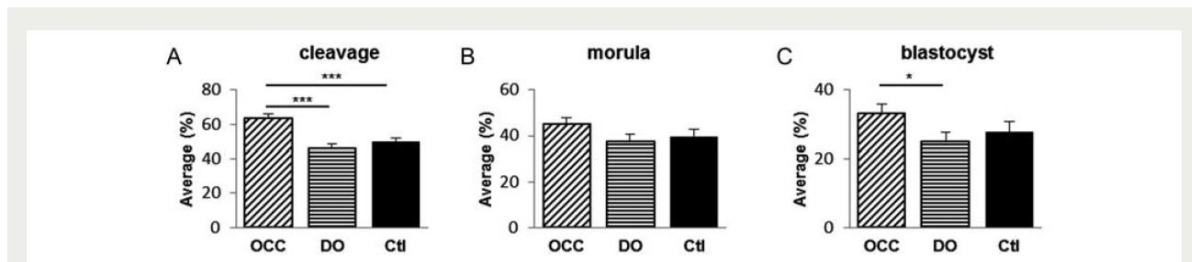 A cleavage
Average (%)
80
60
40
20
0
***
***
OCC DO Ctl
B morula
Average (%)
60
40
20
0
OCC DO Ctl
C blastocyst
Average (%)
40
20
0
*
OCC DO Ctl